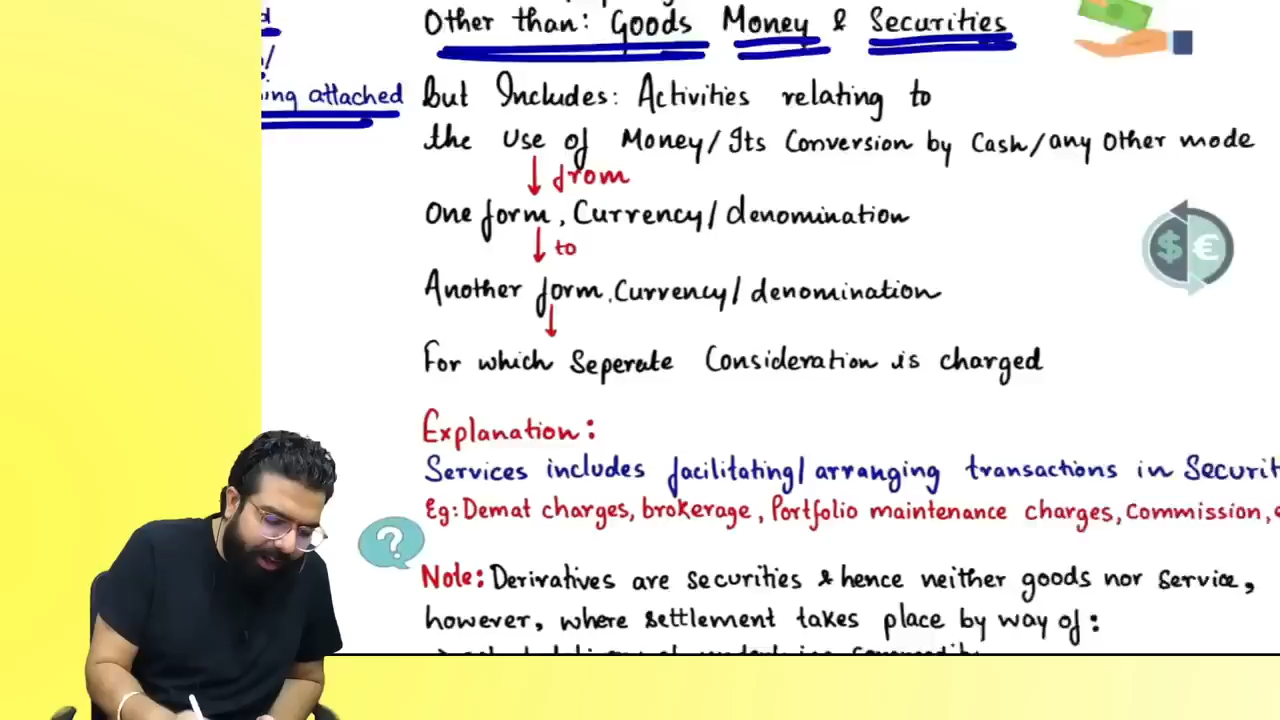 Other than: Goods Money & Securities
attached
but Includes: Activities relating to
the Use of Money/Its Conversion by Cash/any Other mode
from
One form, Currency/denomination
to
Another form, Currency/denomination
For which Seperate Consideration is charged
Explanation:
Services includes facilitating/arranging transactions in
Eg: Demat charges, brokerage, Portfolio maintenance charges, Commission,
?
Note: Derivatives are securities & hence neither goods nor service,
however, where settlement takes place by way of:
$ €